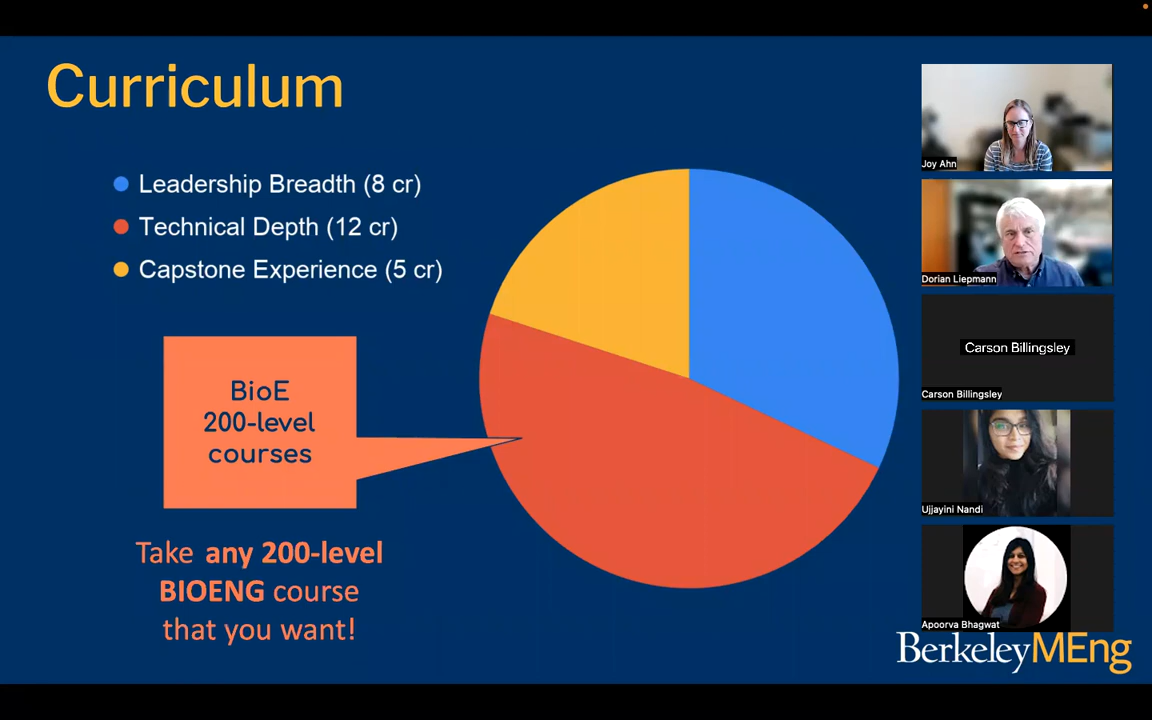 Curriculum
Leadership Breadth (8 cr)
Technical Depth (12 cr)
Capstone Experience (5 cr)
BioE
200-level
courses
Take any 200-level
BIOENG course
that you want!
Joy Ahn
Dorian Liepmann
Carson Billingsley
Carson Billingsley
Ujjayini Nandi
Apoorva Bhagwat
BerkeleyMEng